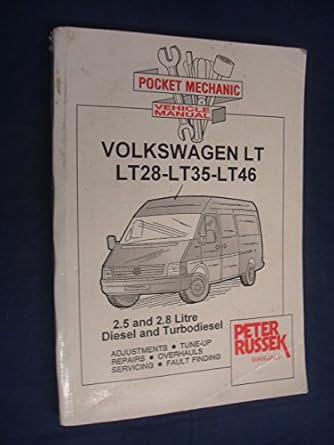 POCKET MECHANIC
VEHICLE
MANUAL
VOLKSWAGEN LT
LT28-LT35-LT46
2.5 and 2.8 Litre
Diesel and Turbodiesel
ADJUSTMENTS • TUNE-UP
REPAIRS • OVERHAULS
SERVICING • FAULT FINDING
PETER
RUSSEK
MANUALS